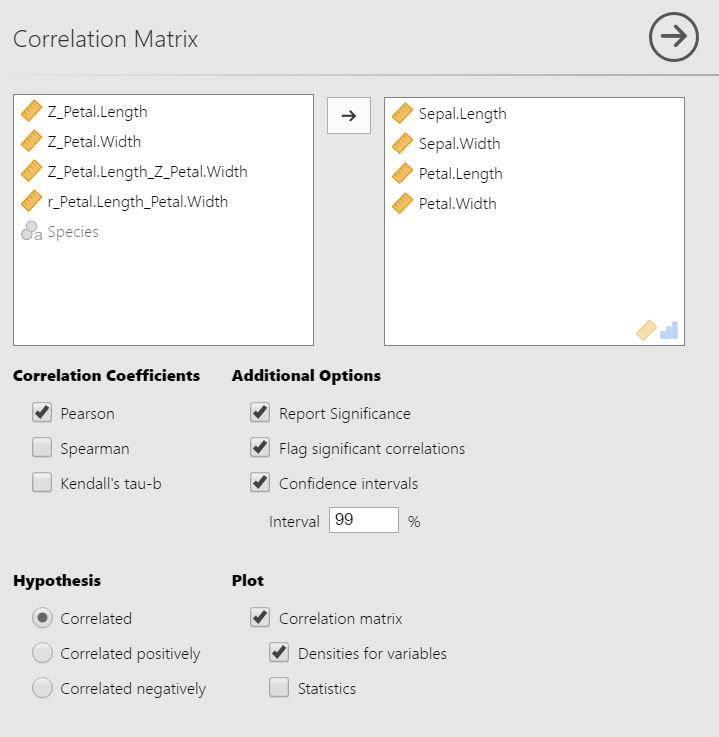 Correlation Matrix
Z_Petal.Length
Z_Petal.Width
Z_Petal.Length_Z_Petal.Width
r_Petal.Length_Petal.Width
a Species
Sepal.Length
Sepal.Width
Petal.Length
Petal.Width
Correlation Coefficients
Pearson
Spearman
Kendall's tau-b
Additional Options
Report Significance
Flag significant correlations
Confidence intervals
Interval 99 %
Hypothesis
Correlated
Correlated positively
Correlated negatively
Plot
Correlation matrix
Densities for variables
Statistics